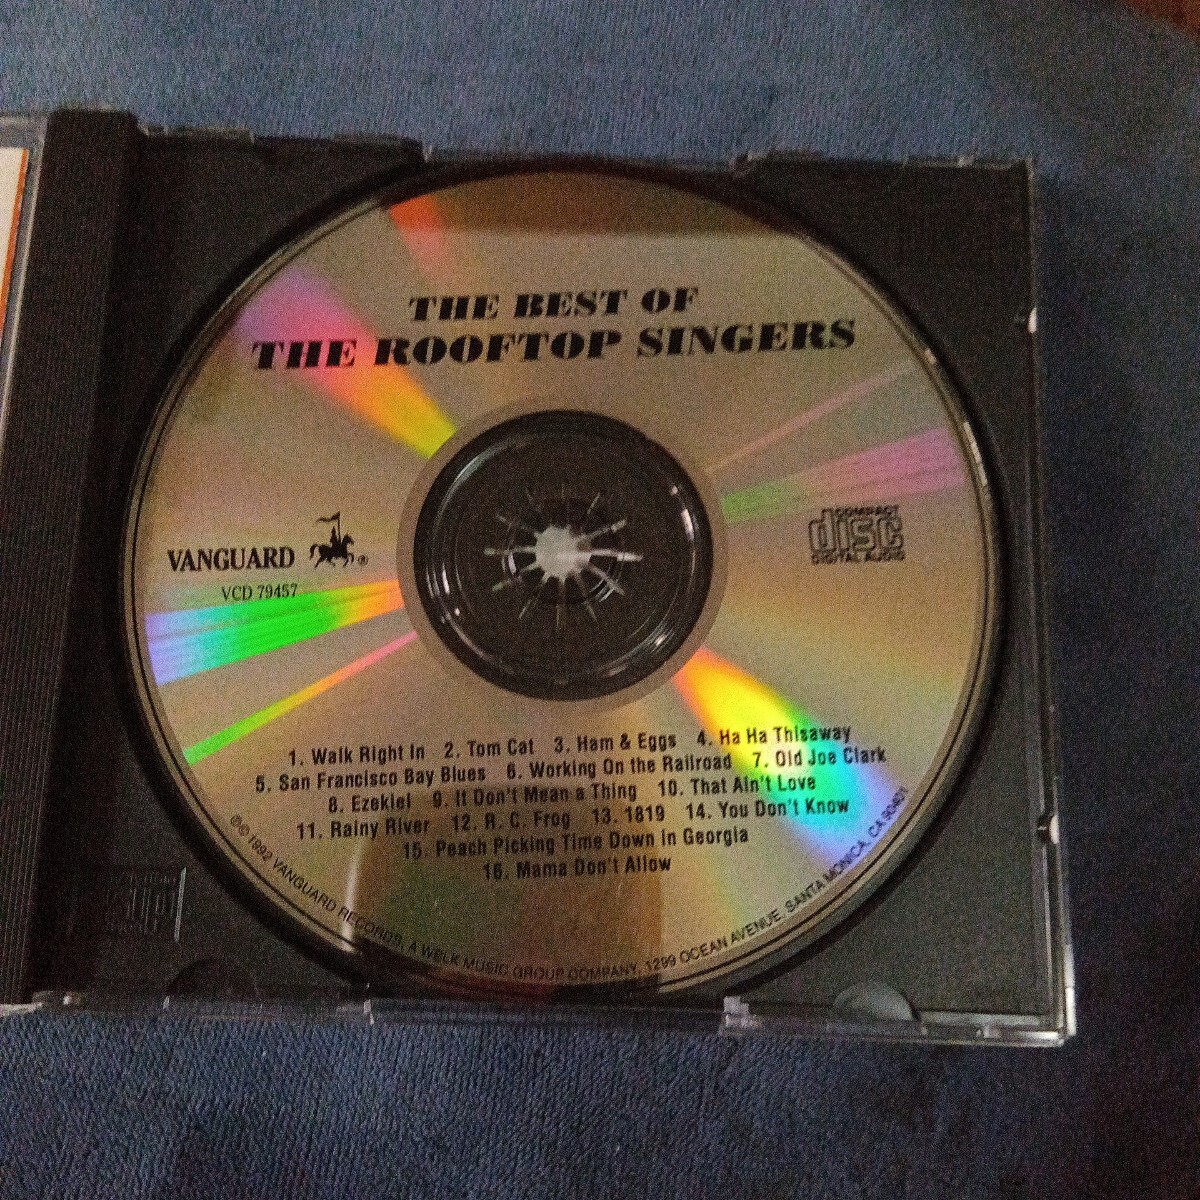 THE BEST OF
THE ROOFTOP SINGERS
VANGUARD ®
VCD 79457
COMPACT
disc
DIGITAL AUDIO
1. Walk Right In 2. Tom Cat 3. Ham & Eggs 4. Ha Ha Thisaway
5. San Francisco Bay Blues 6. Working On the Railroad 7. Old Joe Clark
8. Ezekiel 9. It Don't Mean a Thing 10. That Ain't Love
11. Rainy River 12. R. C. Frog 13. 1819 14. You Don't Know
15. Peach Picking Time Down in Georgia
16. Mama Don't Allow
℗© 1992 VANGUARD RECORDS, A WELK MUSIC GROUP COMPANY, 1299 OCEAN AVENUE, SANTA MONICA, CA 90401